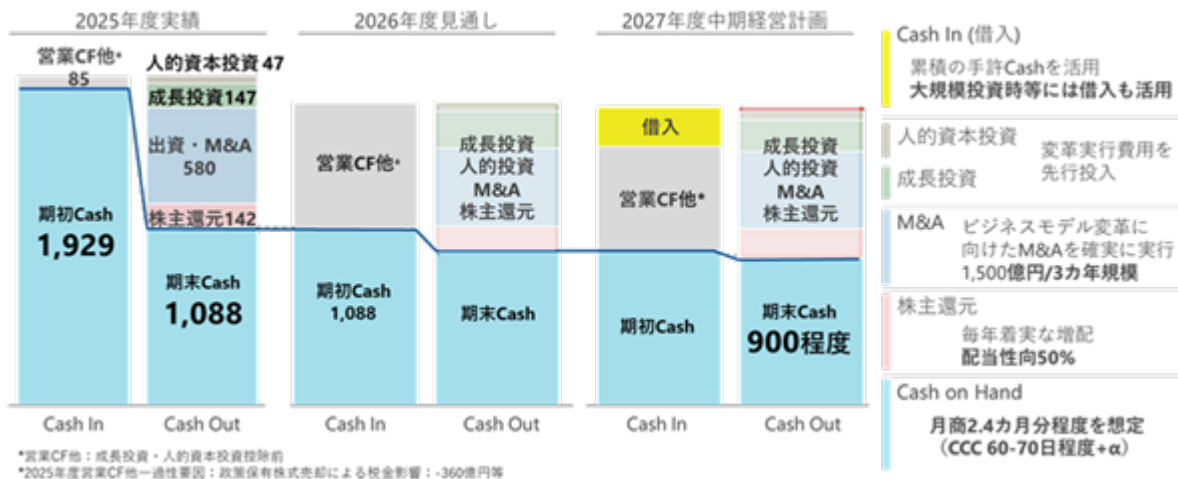 2025年度実績
2026年度見通し
2027年度中期経営計画
営業CF他*
85
人的資本投資 47
成長投資147
出資・M&A
580
株主還元142
期初Cash
1,929
期末Cash
1,088
Cash In
Cash Out
営業CF他*
期初Cash
1,088
成長投資
人的投資
M&A
株主還元
期末Cash
Cash In
Cash Out
借入
営業CF他*
期初Cash
成長投資
人的投資
M&A
株主還元
期末Cash
900程度
Cash In
Cash Out
Cash In (借入)
累積の手許Cashを活用
大規模投資時等には借入も活用
人的資本投資
成長投資
変革実行費用を
先行投入
M&A
ビジネスモデル変革に
向けたM&Aを確実に実行
1,500億円/3カ年規模
株主還元
毎年着実な増配
配当性向50%
Cash on Hand
月商2.4カ月分程度を想定
（CCC 60-70日程度+α）
*営業CF他：成長投資・人的資本投資控除前
*2025年度営業CF他一過性要因：政策保有株式売却による税金影響：-360億円等